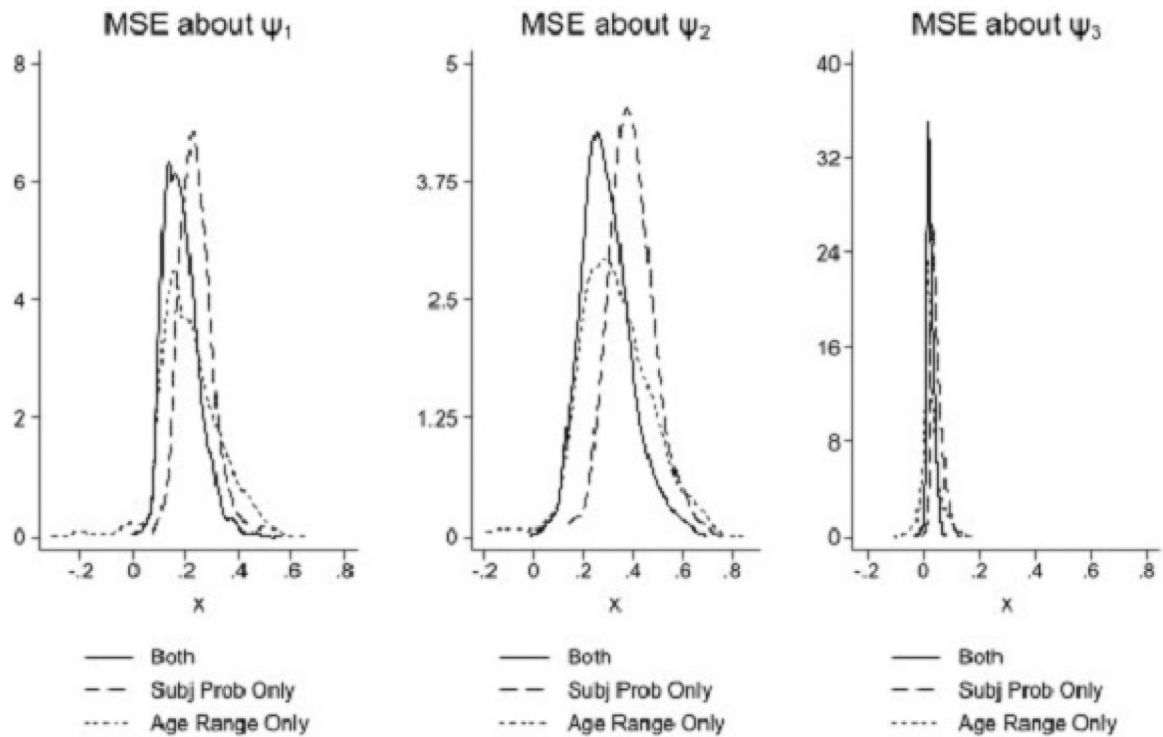 MSE about ψ1
8
6
4
2
0
-.2 0 .2 .4 .6 .8
x
Both
Subj Prob Only
Age Range Only
MSE about ψ2
5
3.75
2.5
1.25
0
-.2 0 .2 .4 .6 .8
x
Both
Subj Prob Only
Age Range Only
MSE about ψ3
40
32
24
16
8
0
-.2 0 .2 .4 .6 .8
x
Both
Subj Prob Only
Age Range Only